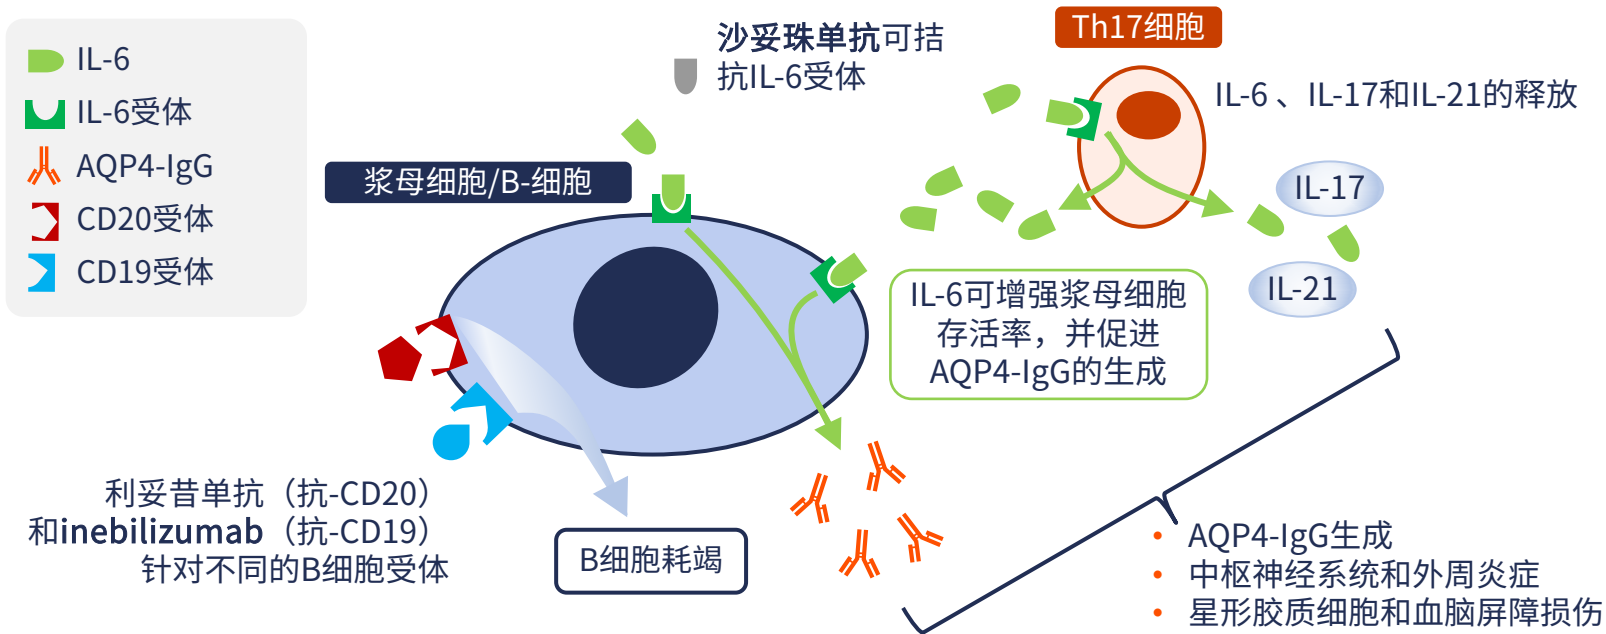 IL-6
IL-6受体
AQP4-IgG
CD20受体
CD19受体
沙妥珠单抗可拮
抗IL-6受体
Th17细胞
IL-6 、IL-17和IL-21的释放
浆母细胞/B-细胞
IL-17
IL-21
IL-6可增强浆母细胞
存活率，并促进
AQP4-IgG的生成
利妥昔单抗（抗-CD20）
和inebilizumab（抗-CD19）
针对不同的B细胞受体
B细胞耗竭
• AQP4-IgG生成
• 中枢神经系统和外周炎症
• 星形胶质细胞和血脑屏障损伤